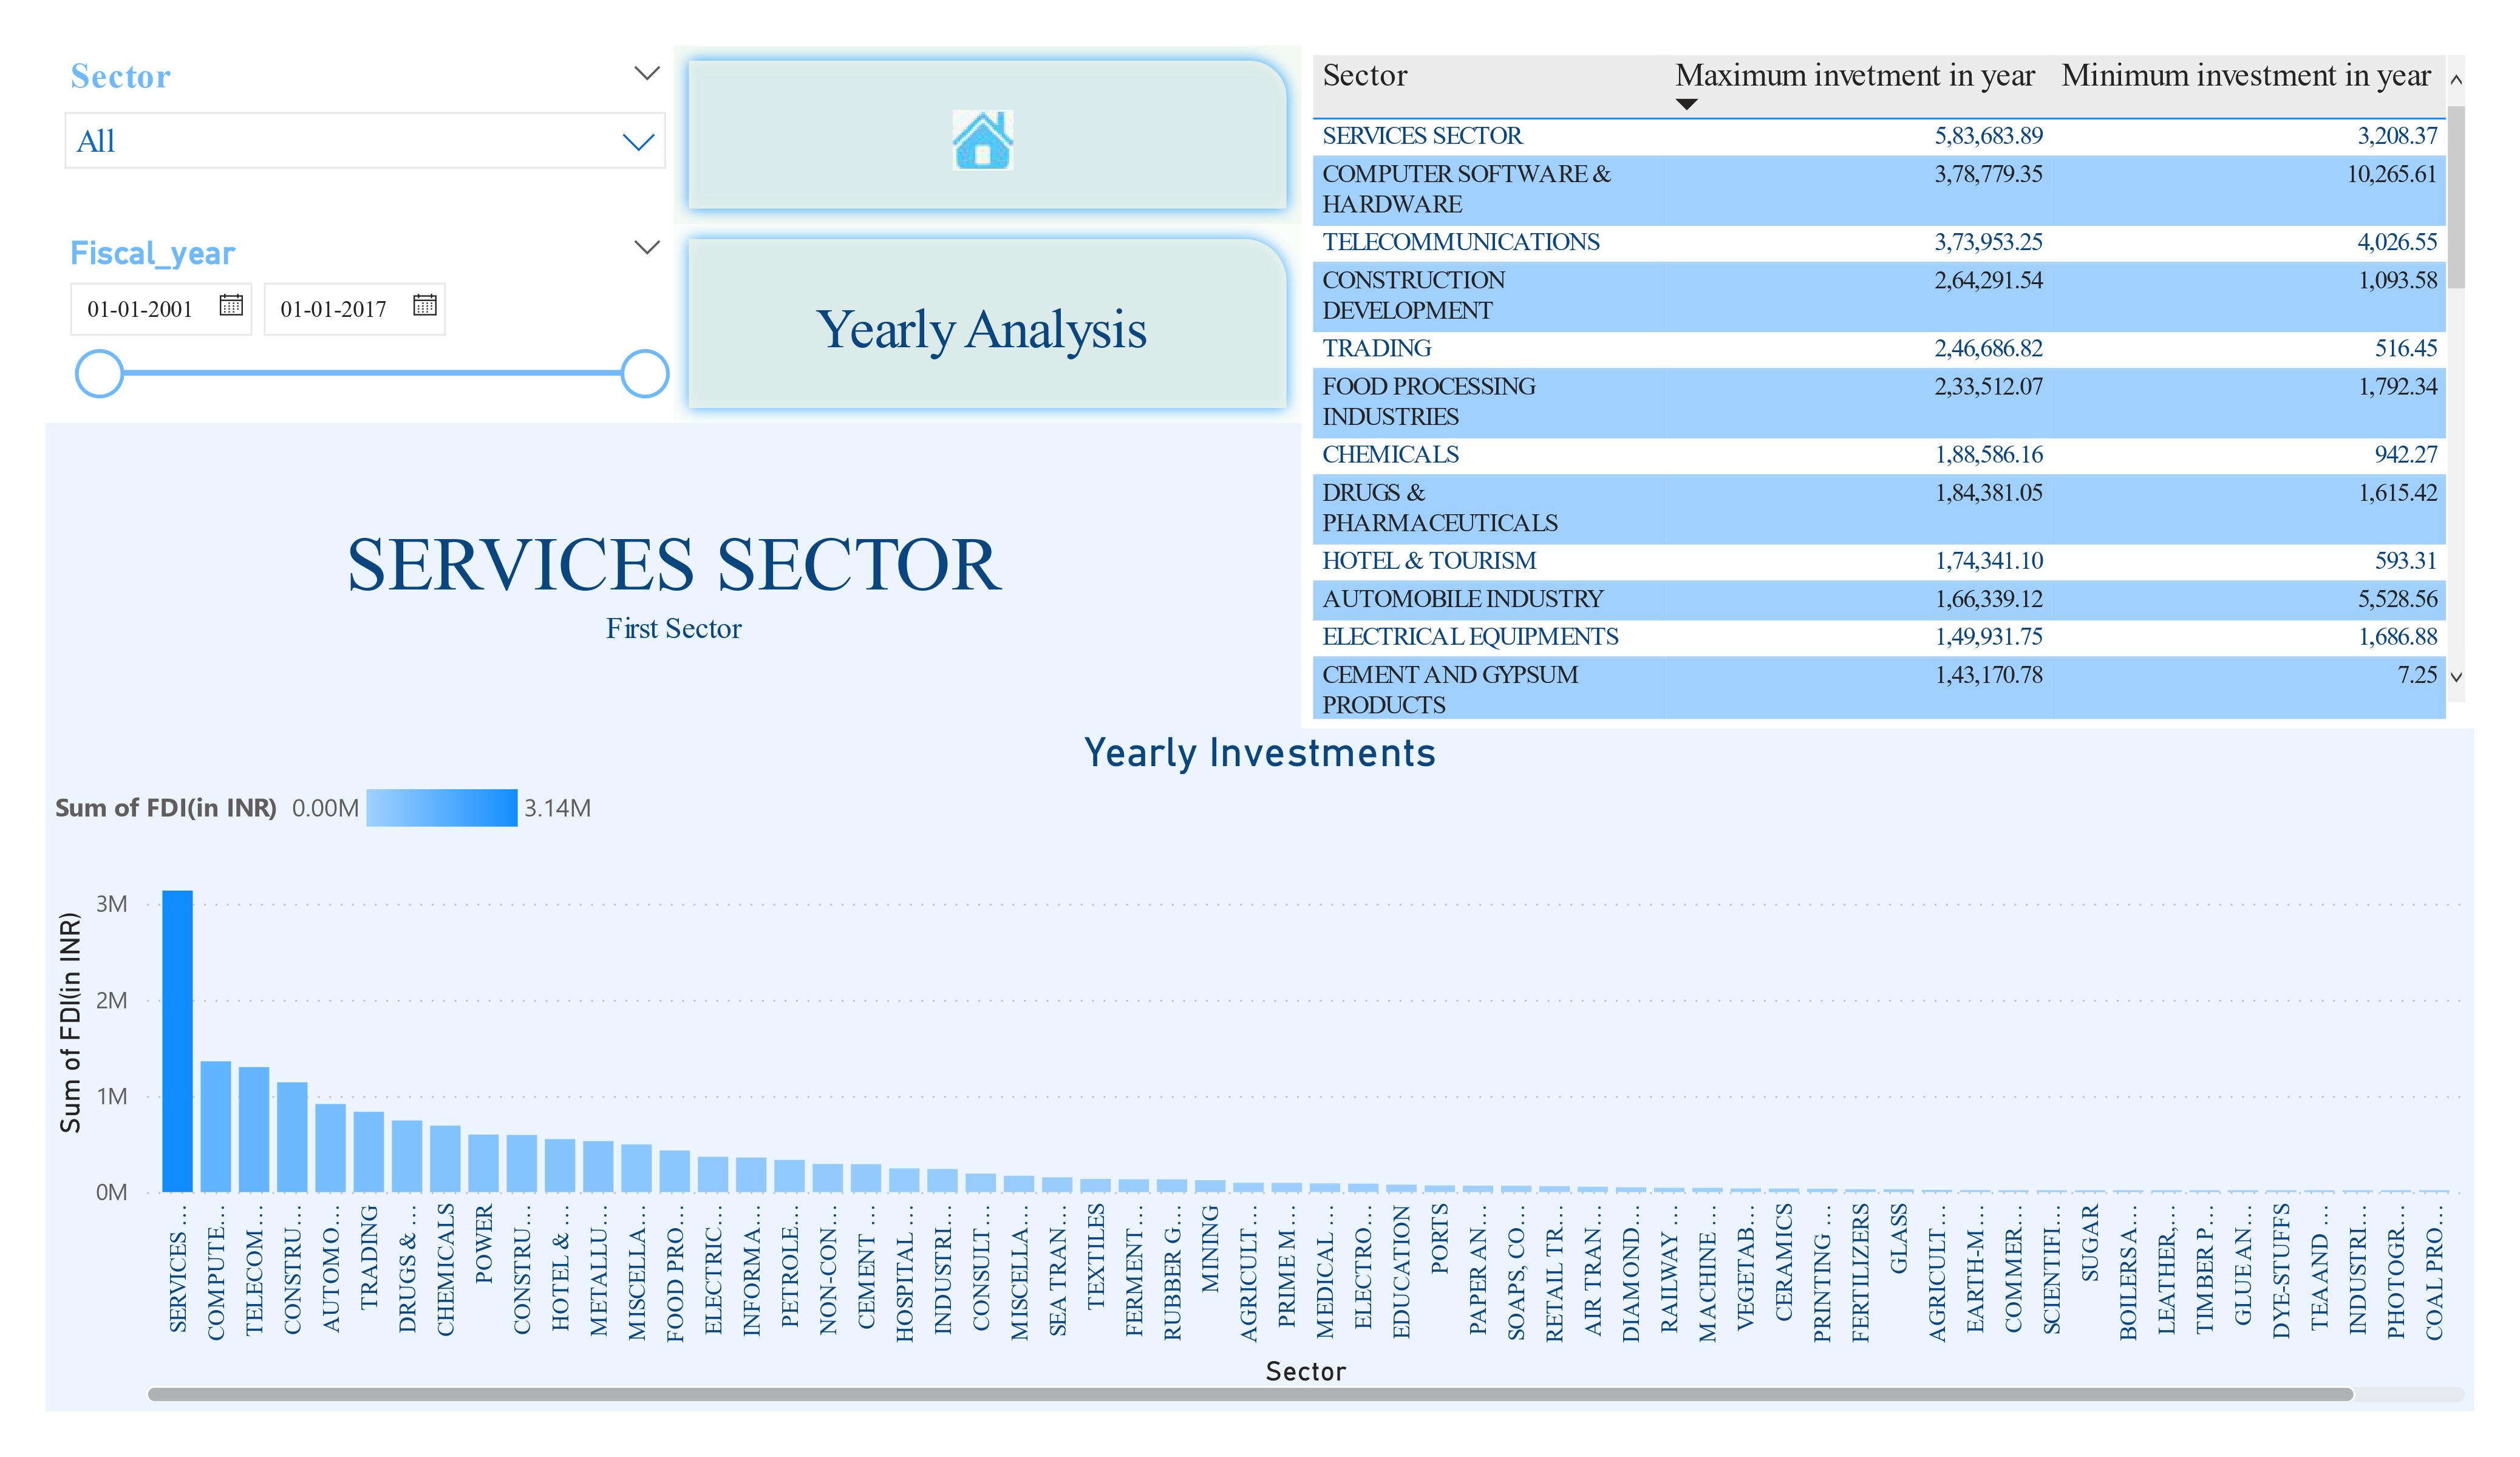 Sector
All
Fiscal_year
01-01-2001 01-01-2017
Yearly Analysis
Sector Maximum invetment in year Minimum investment in year
SERVICES SECTOR 5,83,683.89 3,208.37
COMPUTER SOFTWARE & 3,78,779.35 10,265.61
HARDWARE
TELECOMMUNICATIONS 3,73,953.25 4,026.55
CONSTRUCTION 2,64,291.54 1,093.58
DEVELOPMENT
TRADING 2,46,686.82 516.45
FOOD PROCESSING 2,33,512.07 1,792.34
INDUSTRIES
CHEMICALS 1,88,586.16 942.27
DRUGS & 1,84,381.05 1,615.42
PHARMACEUTICALS
HOTEL & TOURISM 1,74,341.10 593.31
AUTOMOBILE INDUSTRY 1,66,339.12 5,528.56
ELECTRICAL EQUIPMENTS 1,49,931.75 1,686.88
CEMENT AND GYPSUM 1,43,170.78 7.25
PRODUCTS
SERVICES SECTOR
First Sector
Yearly Investments
Sum of FDI(in INR) 0.00M 3.14M
Sum of FDI(in INR)
3M
2M
1M
0M
SERVICES ...
COMPUTE...
TELECOM ...
CONSTRU...
AUTOMO...
TRADING
DRUGS & ...
CHEMICALS
POWER
CONSTRU...
HOTEL & ...
METALLU...
MISCELLA...
FOOD PRO...
ELECTRIC...
INFORMA...
PETROLE...
NON-CON...
CEMENT ...
HOSPITAL ...
INDUSTRI...
CONSULT...
MISCELLA...
SEA TRAN...
TEXTILES
FERMENT...
RUBBER G...
MINING
AGRICULT...
PRIME M...
MEDICAL ...
ELECTRO...
EDUCATION
PORTS
PAPER AN...
SOAPS, CO...
RETAIL TR...
AIR TRAN...
DIAMOND...
RAILWAY ...
MACHINE ...
VEGETAB...
CERAMICS
PRINTING ...
FERTILIZERS
GLASS
AGRICULT...
EARTH-M...
COMMER...
SCIENTIFI...
SUGAR
BOILERS A...
LEATHER,...
TIMBER P...
GLUE AN...
DYE-STUFFS
TEA AND ...
INDUSTRI...
PHOTOGR...
COAL PRO...
Sector